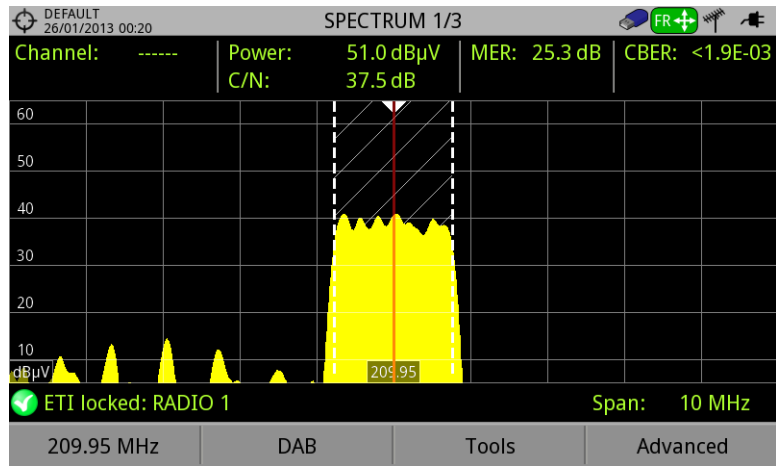 DEFAULT
26/01/2013 00:20
SPECTRUM 1/3
FR
Channel: ------
Power: 51.0 dBµV
MER: 25.3 dB
CBER: <1.9E-03
C/N: 37.5 dB
60
50
40
30
20
10
dBµV
209.95
ETI locked: RADIO 1
Span: 10 MHz
209.95 MHz
DAB
Tools
Advanced